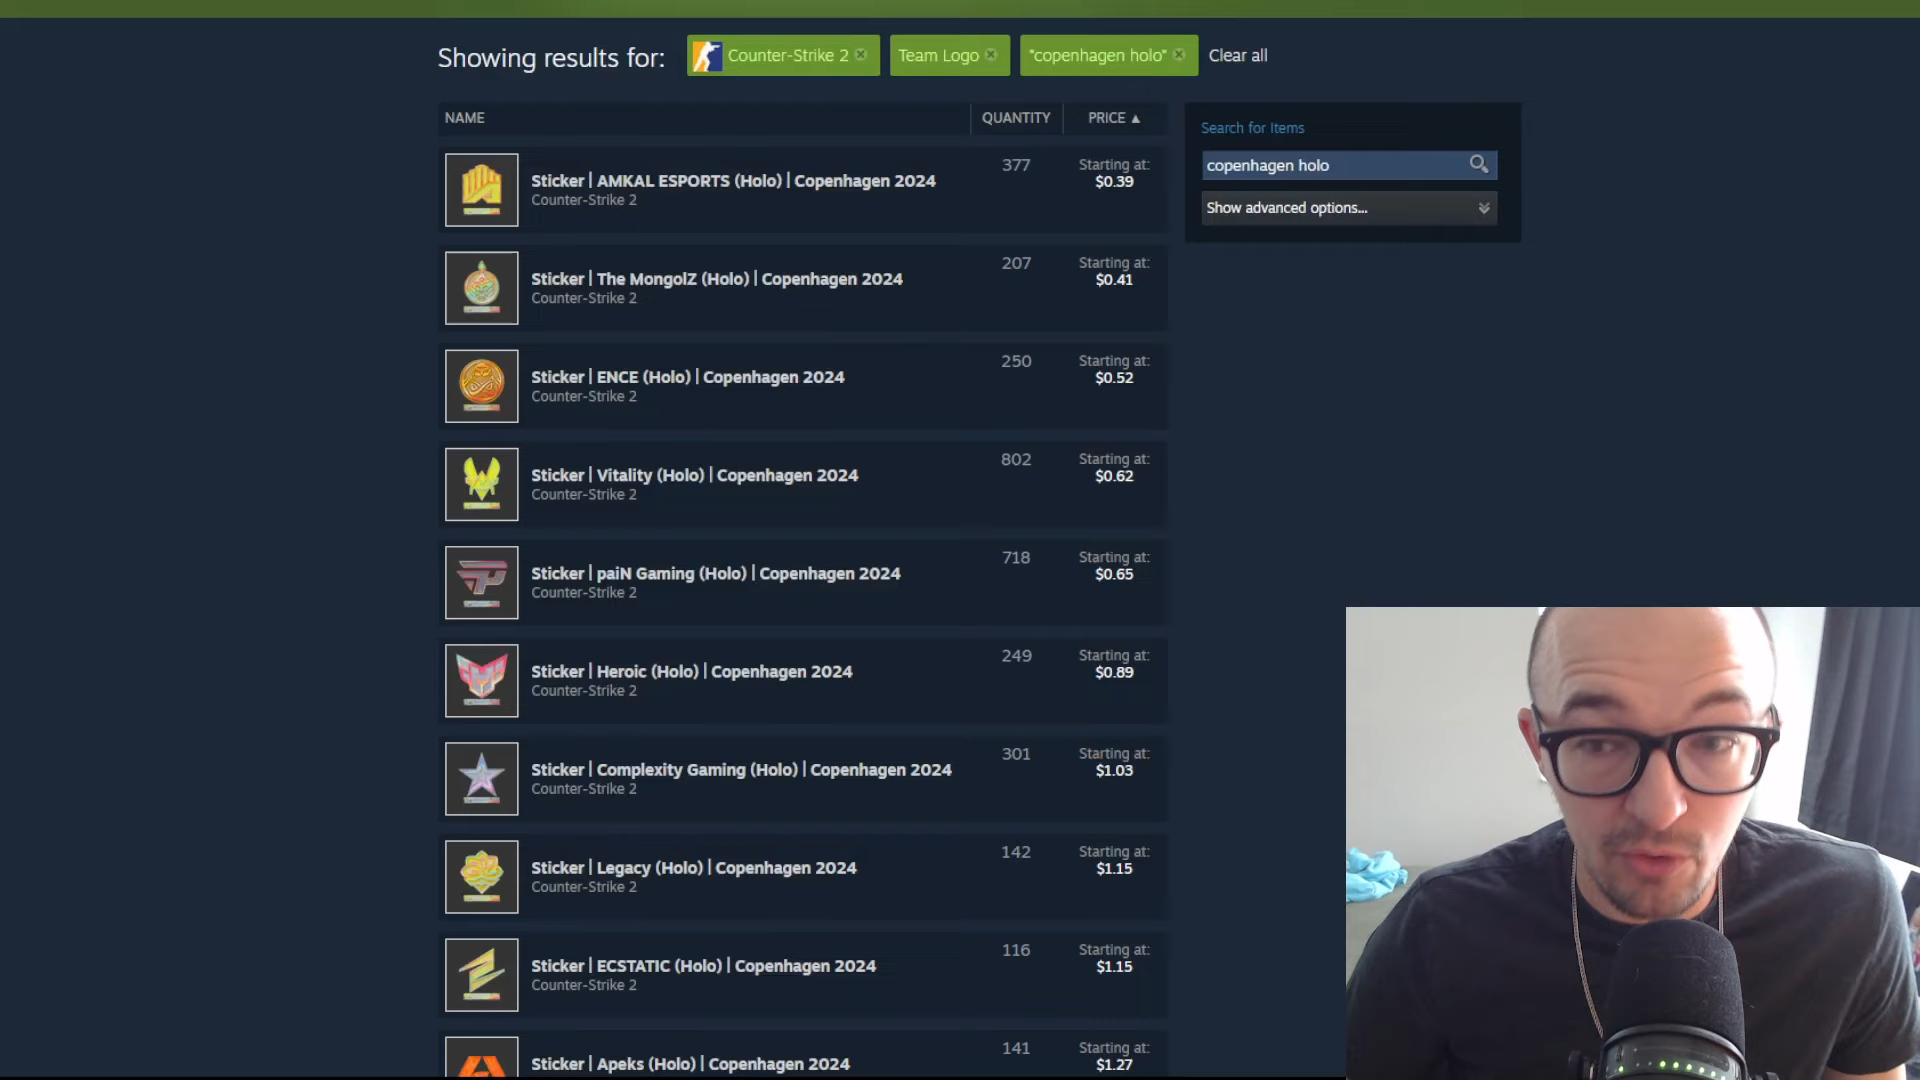 Showing results for:
Counter-Strike 2
Team Logo
"copenhagen holo"
Clear all
NAME
QUANTITY
PRICE ▲
Search for Items
copenhagen holo
Show advanced options...
Sticker | AMKAL ESPORTS (Holo) | Copenhagen 2024
Counter-Strike 2
377
Starting at:
$0.39
Sticker | The MongolZ (Holo) | Copenhagen 2024
Counter-Strike 2
207
Starting at:
$0.41
Sticker | ENCE (Holo) | Copenhagen 2024
Counter-Strike 2
250
Starting at:
$0.52
Sticker | Vitality (Holo) | Copenhagen 2024
Counter-Strike 2
802
Starting at:
$0.62
Sticker | paiN Gaming (Holo) | Copenhagen 2024
Counter-Strike 2
718
Starting at:
$0.65
Sticker | Heroic (Holo) | Copenhagen 2024
Counter-Strike 2
249
Starting at:
$0.89
Sticker | Complexity Gaming (Holo) | Copenhagen 2024
Counter-Strike 2
301
Starting at:
$1.03
Sticker | Legacy (Holo) | Copenhagen 2024
Counter-Strike 2
142
Starting at:
$1.15
Sticker | ECSTATIC (Holo) | Copenhagen 2024
Counter-Strike 2
116
Starting at:
$1.15
Sticker | Apeks (Holo) | Copenhagen 2024
141
Starting at:
$1.27